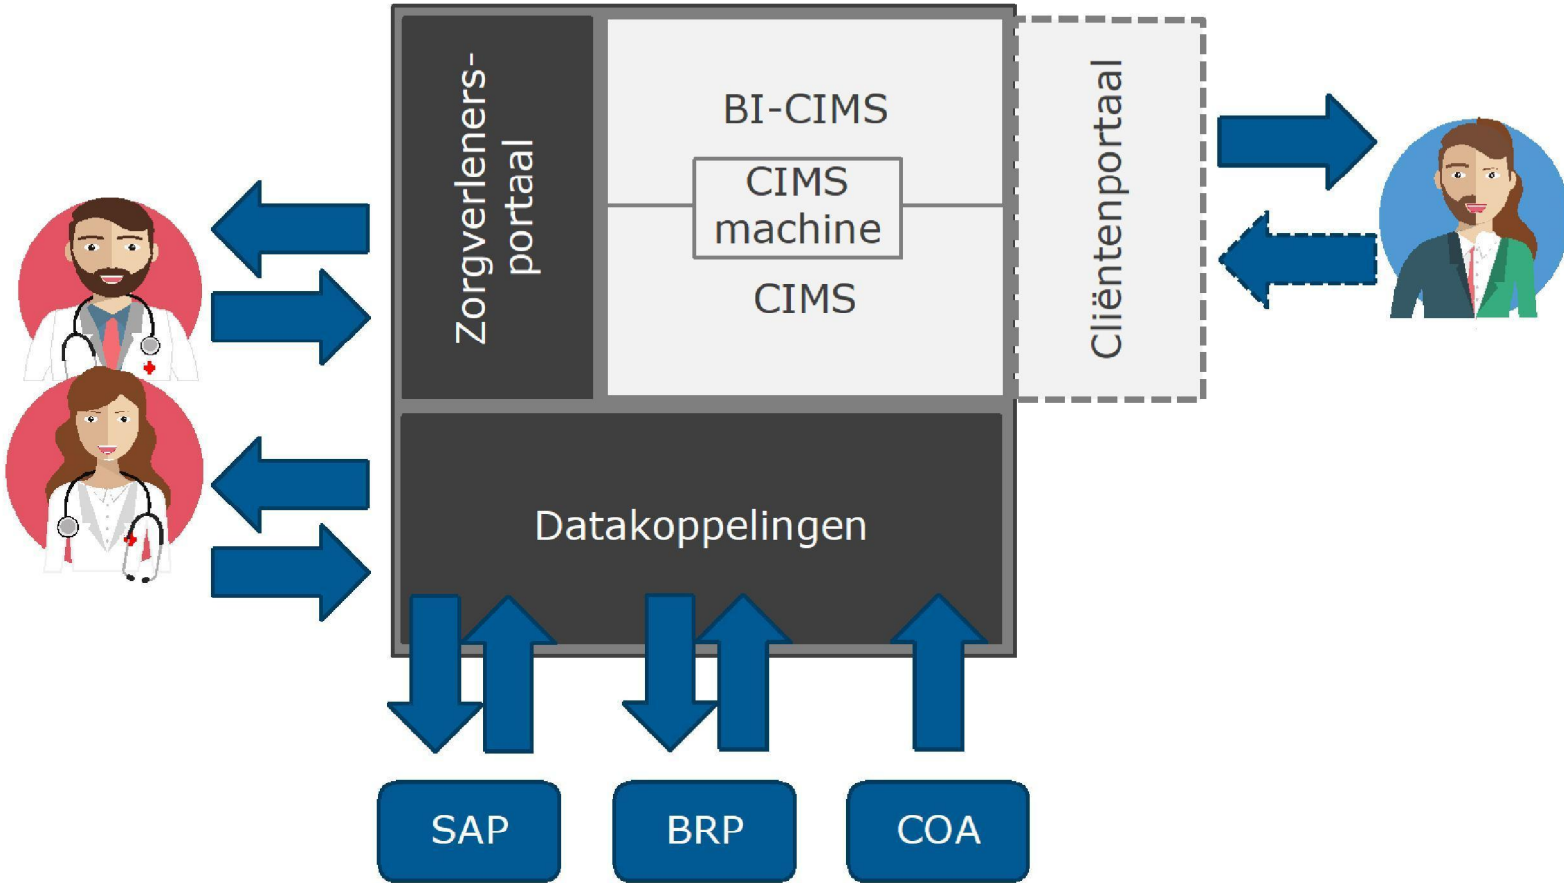 Zorgverleners-
portaal
BI-CIMS
CIMS
machine
CIMS
Cliëntenportaal
Datakoppelingen
SAP
BRP
COA